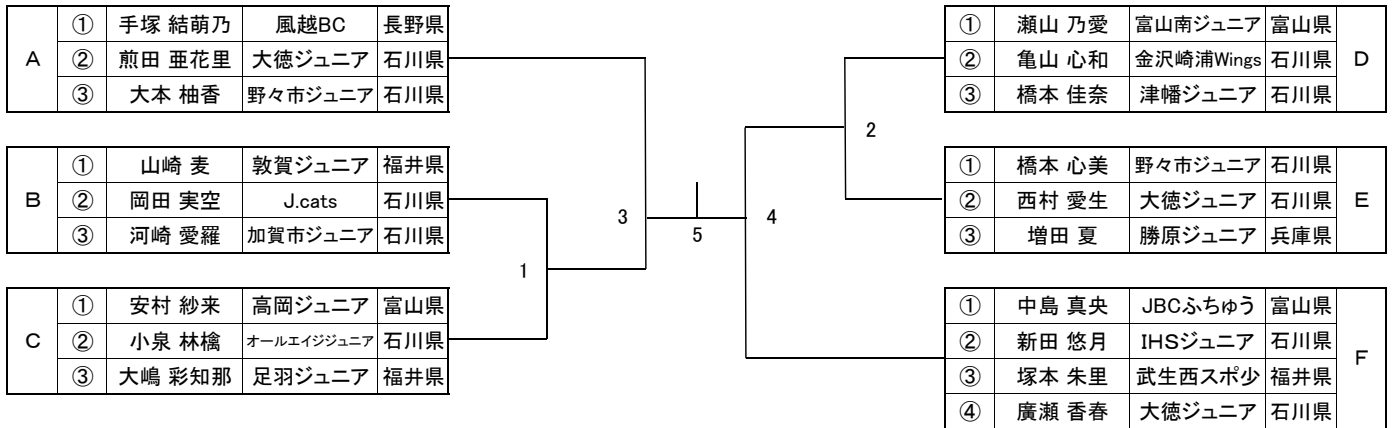 A
① 手塚 結萌乃 風越BC 長野県
② 煎田 亜花里 大徳ジュニア 石川県
③ 大本 柚香 野々市ジュニア 石川県
B
① 山崎 麦 敦賀ジュニア 福井県
② 岡田 実空 J.cats 石川県
③ 河崎 愛羅 加賀市ジュニア 石川県
C
① 安村 紗来 高岡ジュニア 富山県
② 小泉 林檎 オールエイジジュニア 石川県
③ 大嶋 彩知那 足羽ジュニア 福井県
1
3
5
4
2
① 瀬山 乃愛 富山南ジュニア 富山県
② 亀山 心和 金沢崎浦Wings 石川県
③ 橋本 佳奈 津幡ジュニア 石川県
D
① 橋本 心美 野々市ジュニア 石川県
② 西村 愛生 大徳ジュニア 石川県
③ 増田 夏 勝原ジュニア 兵庫県
E
① 中島 真央 JBCふちゅう 富山県
② 新田 悠月 IHSジュニア 石川県
③ 塚本 朱里 武生西スポ少 福井県
④ 廣瀬 香春 大徳ジュニア 石川県
F